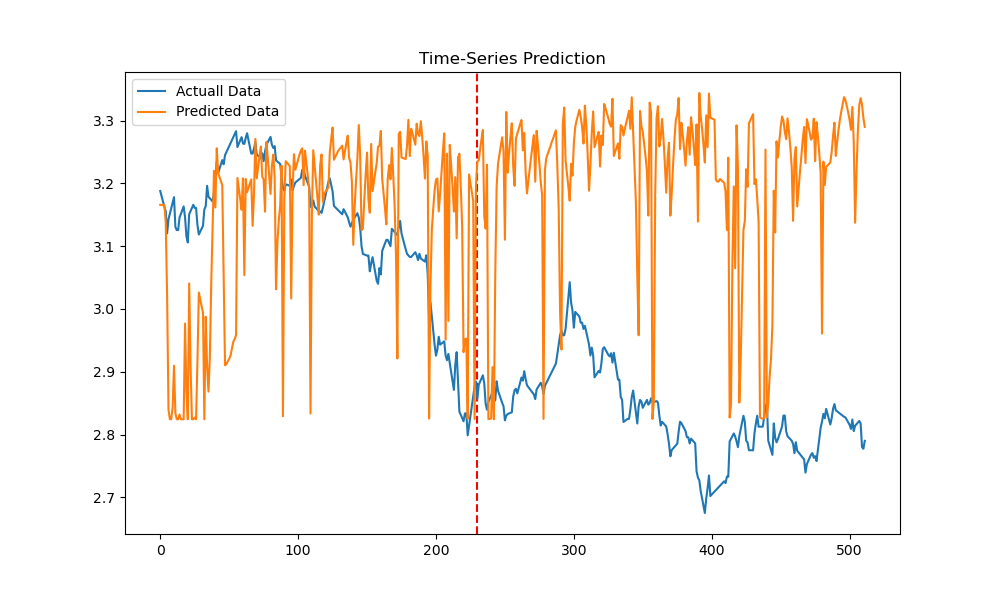 Time-Series Prediction
Actuall Data
Predicted Data
3.3
3.2
3.1
3.0
2.9
2.8
2.7
0 100 200 300 400 500